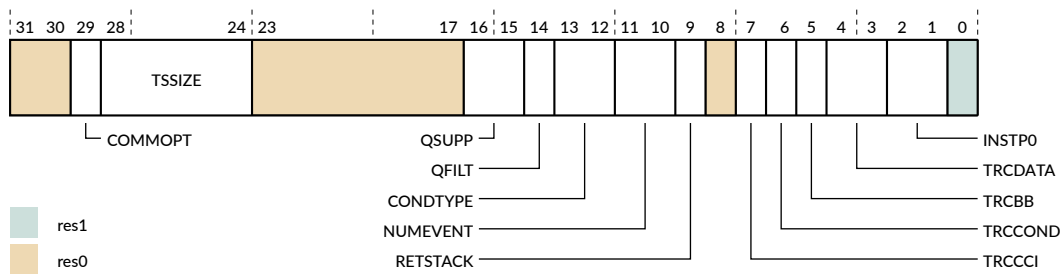 31 30 29 28 24 23 17 16 15 14 13 12 11 10 9 8 7 6 5 4 3 2 1 0
TSSIZE
COMMOPT QSUPP INSTP0
QFILT TRCDATA
CONDTYPE TRCBB
res1 NUMEVENT TRCCOND
res0 RETSTACK TRCCCI